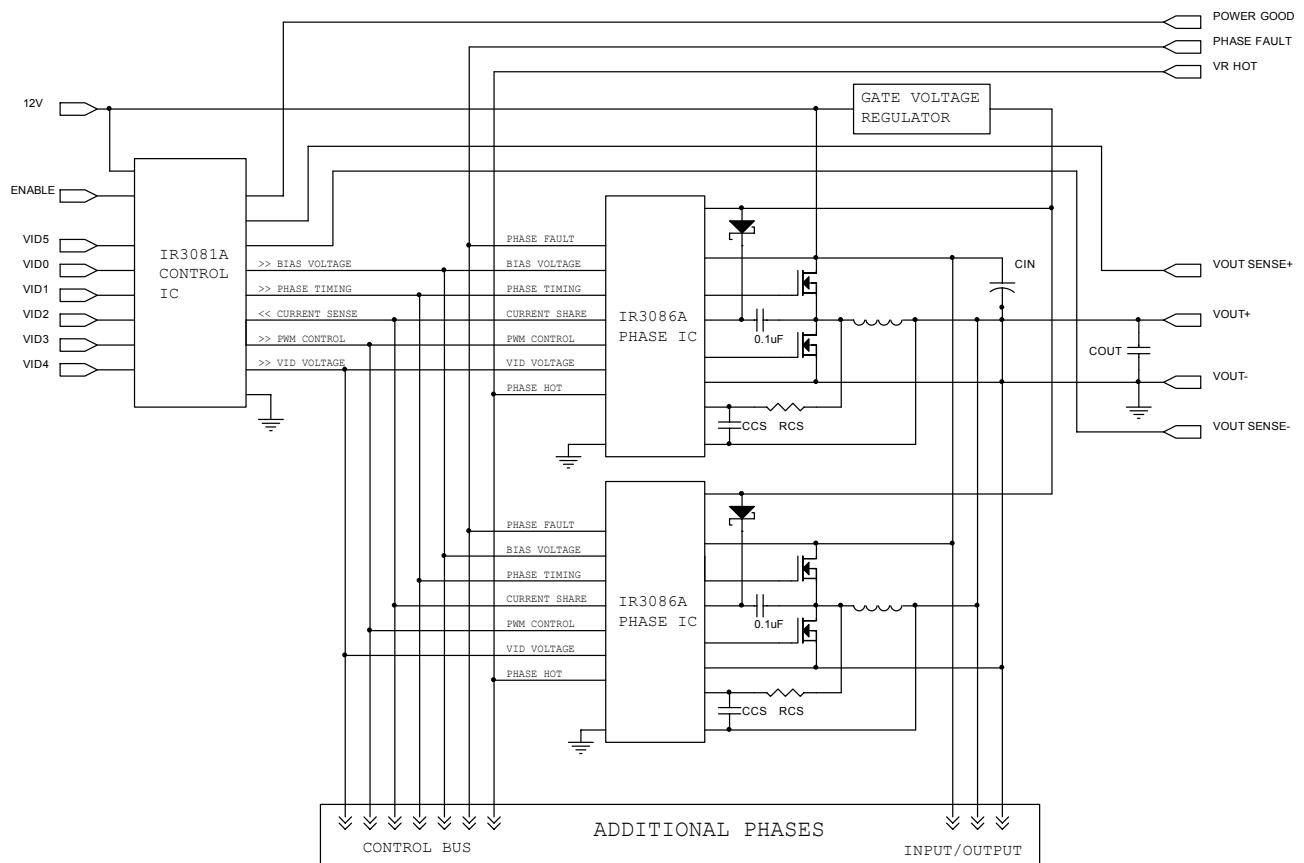 POWER GOOD
PHASE FAULT
VR HOT
12V
GATE VOLTAGE
REGULATOR
ENABLE
VID5
VID0
VID1
VID2
VID3
VID4
IR3081A
CONTROL
IC
>> BIAS VOLTAGE
>> PHASE TIMING
<< CURRENT SENSE
>> PWM CONTROL
>> VID VOLTAGE
PHASE FAULT
BIAS VOLTAGE
PHASE TIMING
CURRENT SHARE
PWM CONTROL
VID VOLTAGE
PHASE HOT
IR3086A
PHASE IC
0.1uF
CCS
RCS
CIN
COUT
VOUT SENSE+
VOUT+
VOUT-
VOUT SENSE-
PHASE FAULT
BIAS VOLTAGE
PHASE TIMING
CURRENT SHARE
PWM CONTROL
VID VOLTAGE
PHASE HOT
IR3086A
PHASE IC
0.1uF
CCS
RCS
ADDITIONAL PHASES
CONTROL BUS
INPUT/OUTPUT